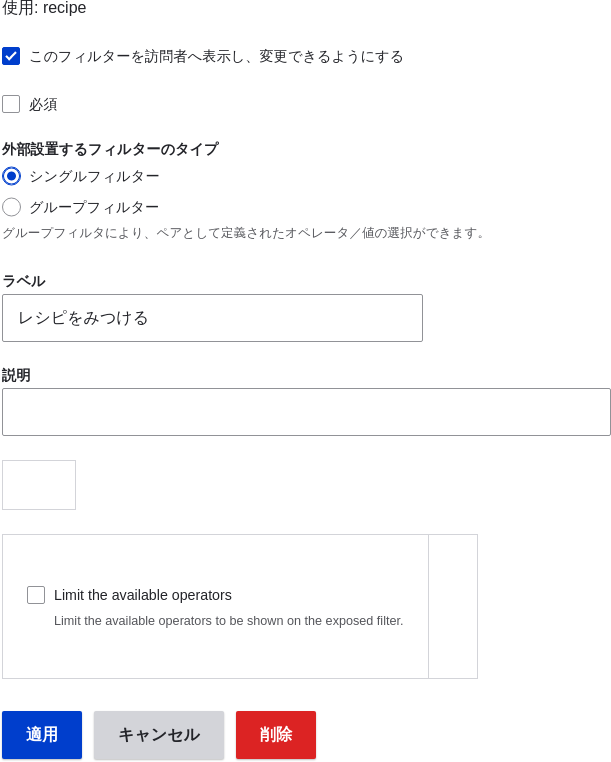 使用: recipe
このフィルターを訪問者へ表示し、変更できるようにする
必須
外部設置するフィルターのタイプ
シングルフィルター
グループフィルター
グループフィルタにより、ペアとして定義されたオペレータ／値の選択ができます。
ラベル
レシピをみつける
説明
Limit the available operators
Limit the available operators to be shown on the exposed filter.
適用 キャンセル 削除